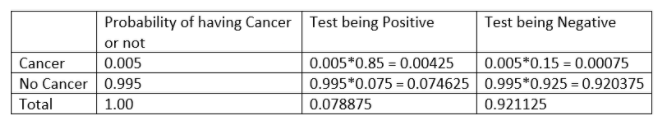 Probability of having Cancer Test being Positive Test being Negative
or not
Cancer 0.005 0.005*0.85 = 0.00425 0.005*0.15 = 0.00075
No Cancer 0.995 0.995*0.075 = 0.074625 0.995*0.925 = 0.920375
Total 1.00 0.078875 0.921125